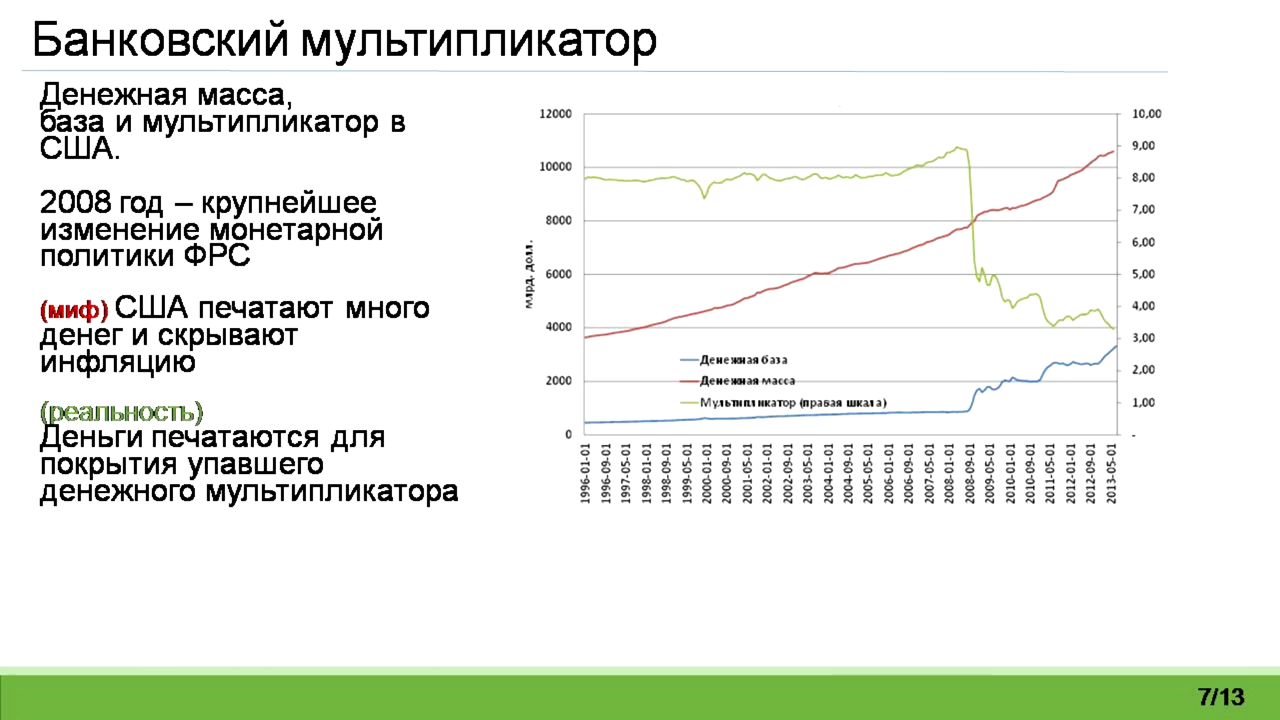 Банковский мультипликатор
Денежная масса,
база и мультипликатор в
США.
2008 год – крупнейшее
изменение монетарной
политики ФРС
(миф) США печатают много
денег и скрывают
инфляцию
(реальность)
Деньги печатаются для
покрытия упавшего
денежного мультипликатора
12000
10000
8000
6000
4000
2000
0
млрд. долл.
10,00
9,00
8,00
7,00
6,00
5,00
4,00
3,00
2,00
1,00
-
Денежная база
Денежная масса
Мультипликатор (правая шкала)
1996-01-01
1996-09-01
1997-05-01
1998-01-01
1998-09-01
1999-05-01
2000-01-01
2000-09-01
2001-05-01
2002-01-01
2002-09-01
2003-05-01
2004-01-01
2004-09-01
2005-05-01
2006-01-01
2006-09-01
2007-05-01
2008-01-01
2008-09-01
2009-05-01
2010-01-01
2010-09-01
2011-05-01
2012-01-01
2012-09-01
2013-05-01
7/13